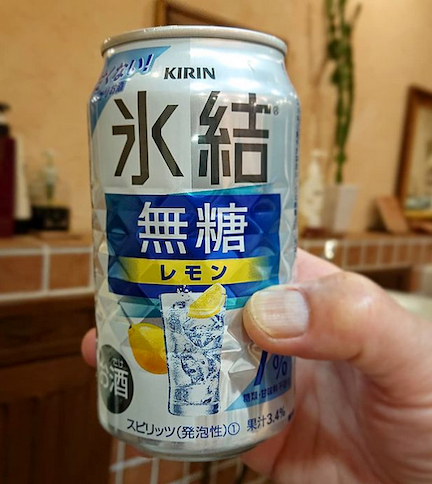 KIRIN
氷結®
無糖
レモン
7%
お酒
スピリッツ(発泡性)① 果汁3.4%